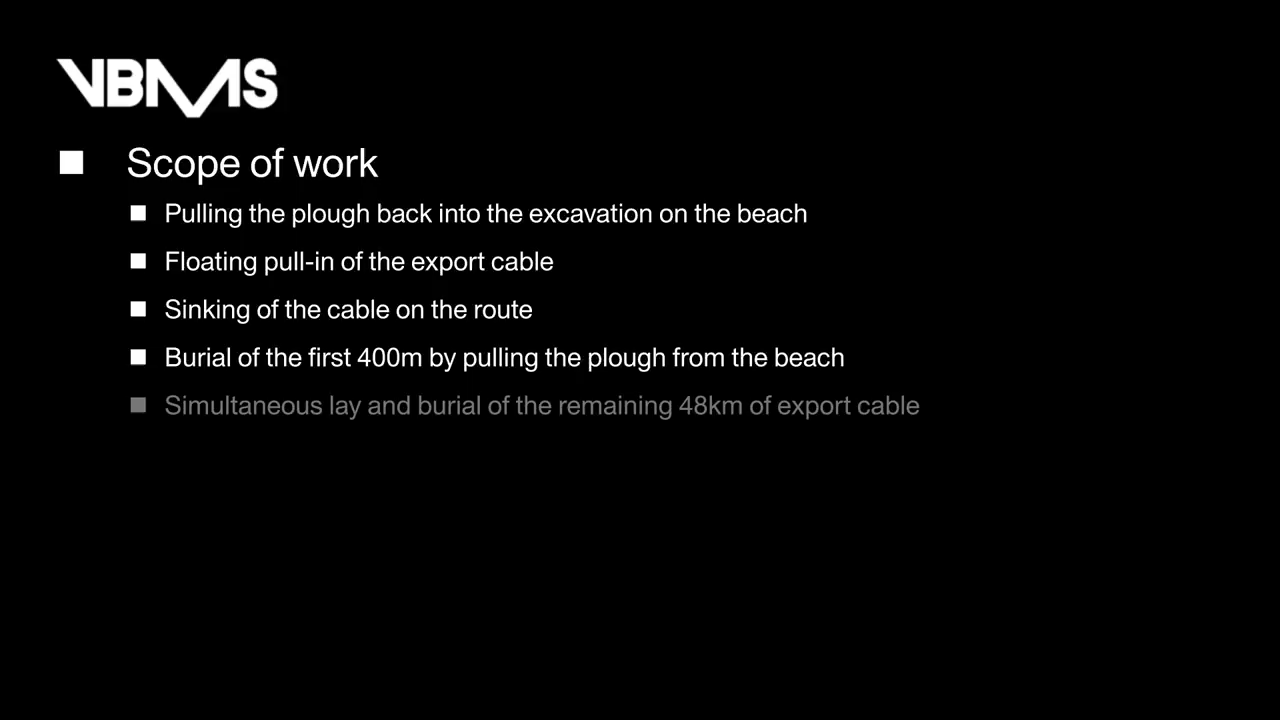 VBMS
Scope of work
Pulling the plough back into the excavation on the beach
Floating pull-in of the export cable
Sinking of the cable on the route
Burial of the first 400m by pulling the plough from the beach
Simultaneous lay and burial of the remaining 48km of export cable